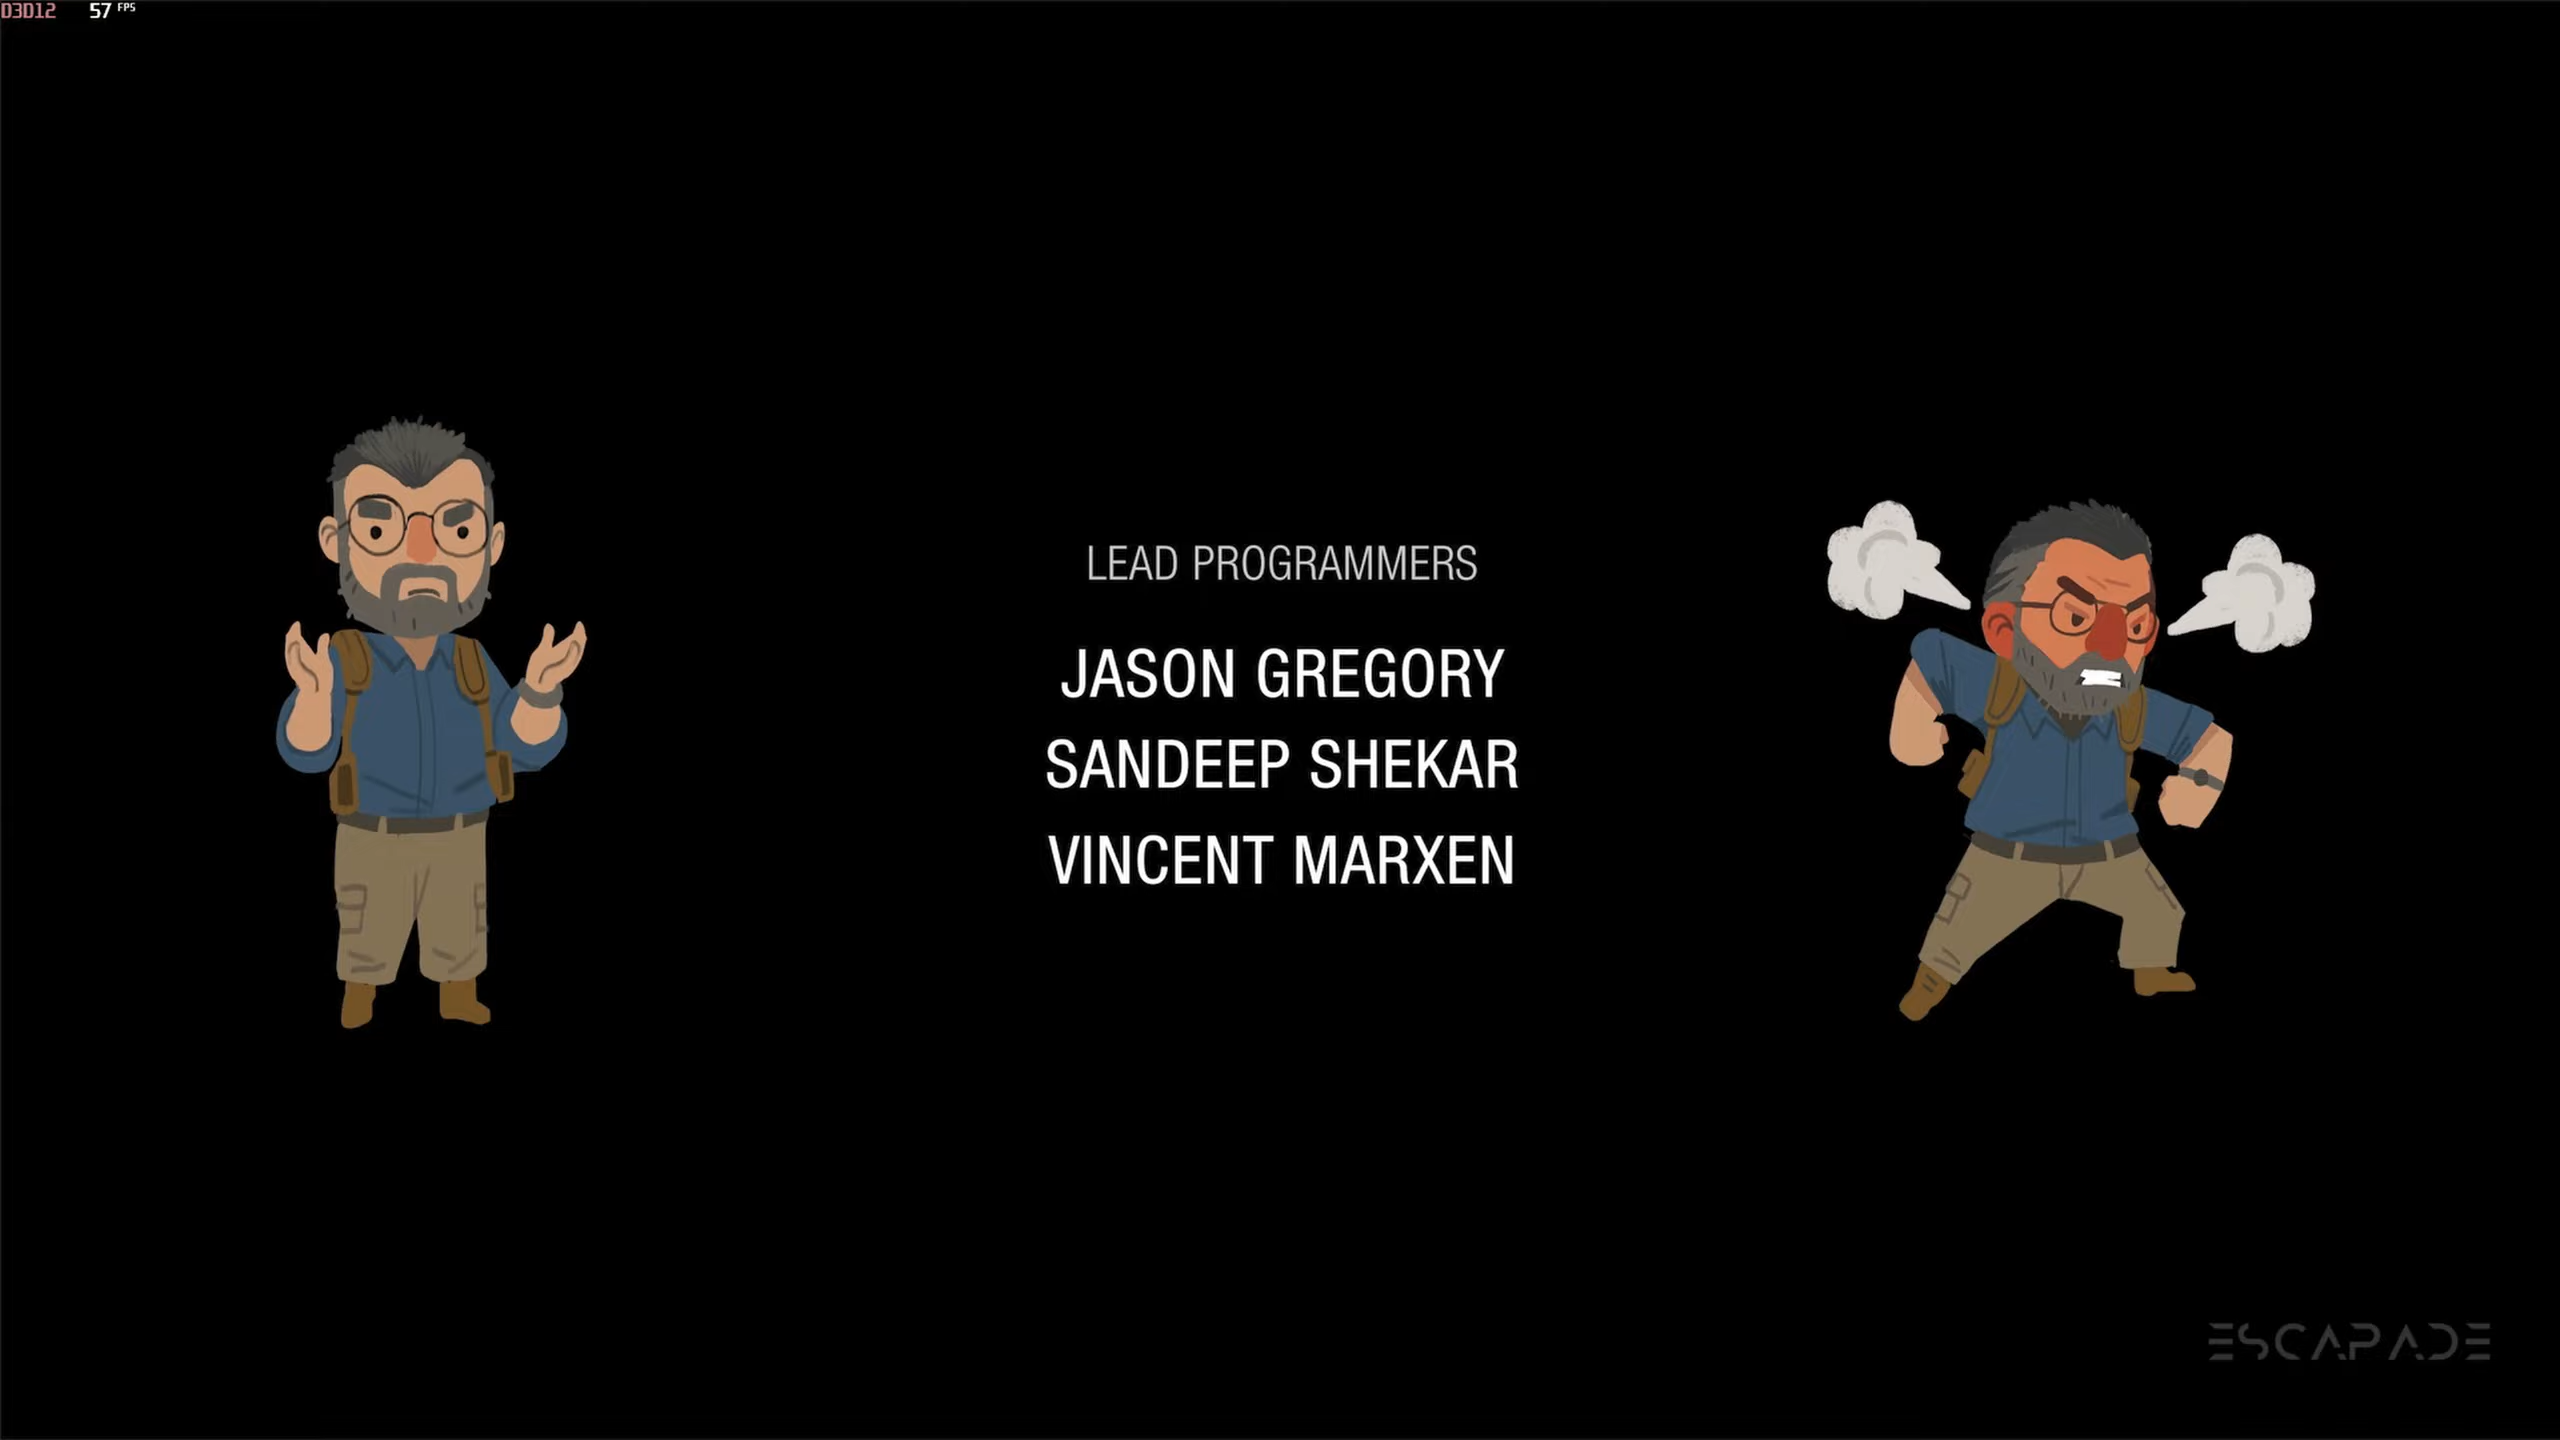 D3D12 57 FPS
LEAD PROGRAMMERS
JASON GREGORY
SANDEEP SHEKAR
VINCENT MARXEN
ESCAPADE